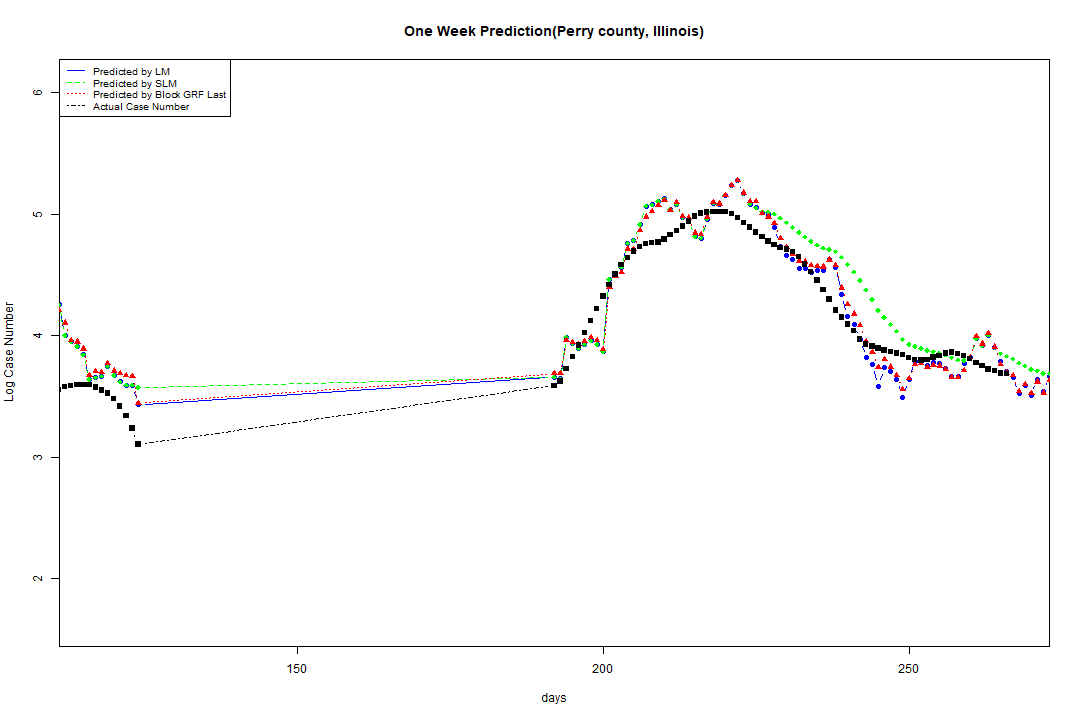 One Week Prediction(Perry county, Illinois)
Predicted by LM
Predicted by SLM
Predicted by Block GRF Last
Actual Case Number
6
5
4
3
2
Log Case Number
150
200
250
days